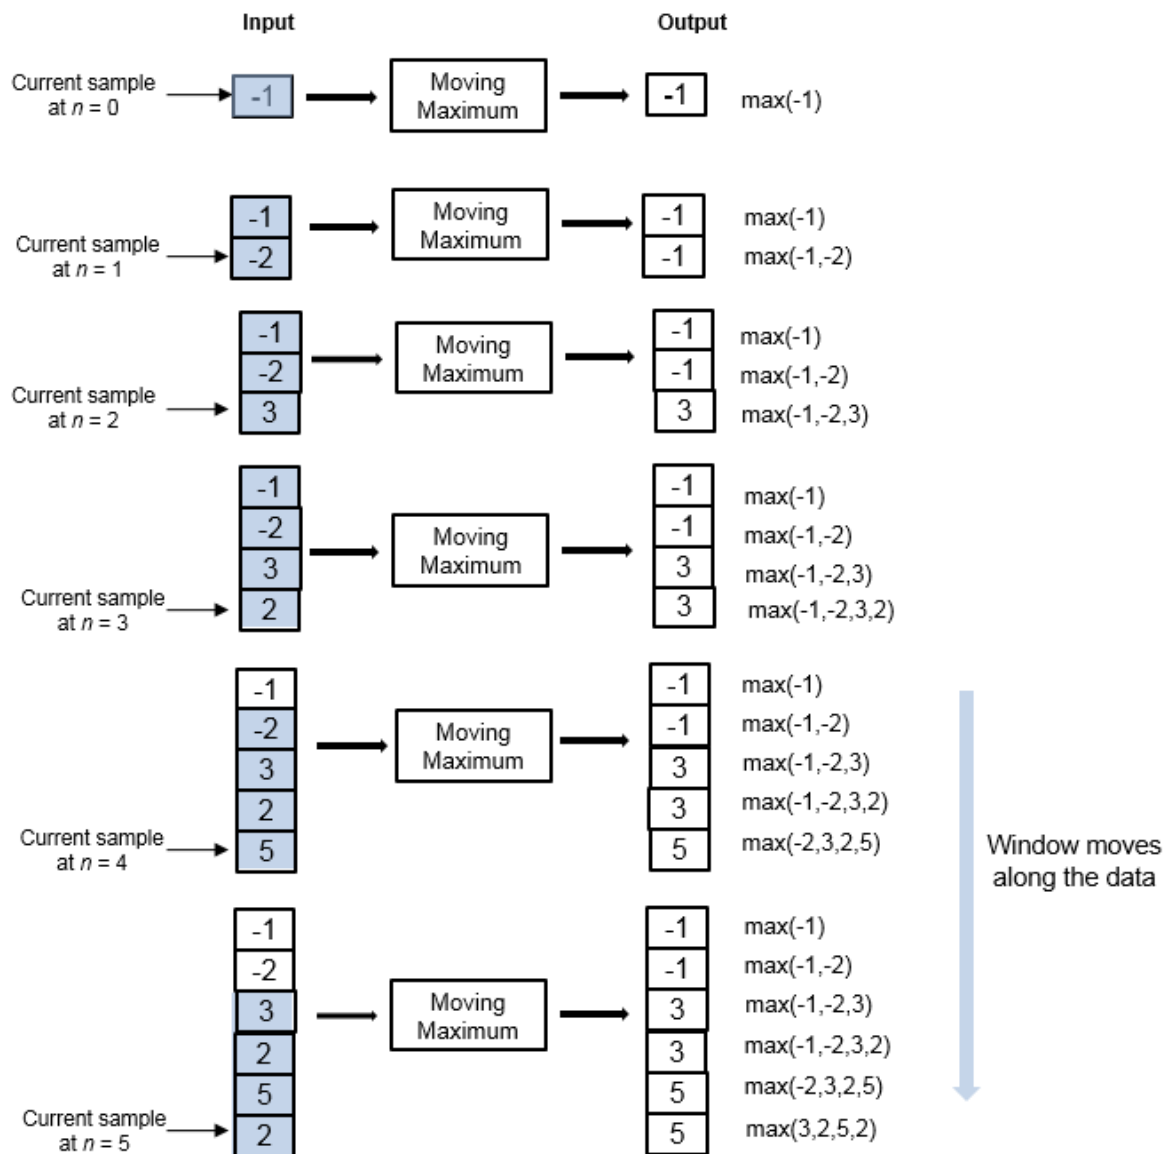 Input
Output
Current sample
at n = 0
-1
Moving
Maximum
-1
max(-1)
Current sample
at n = 1
-1
-2
Moving
Maximum
-1
-1
max(-1)
max(-1,-2)
Current sample
at n = 2
-1
-2
3
Moving
Maximum
-1
-1
3
max(-1)
max(-1,-2)
max(-1,-2,3)
Current sample
at n = 3
-1
-2
3
2
Moving
Maximum
-1
-1
3
3
max(-1)
max(-1,-2)
max(-1,-2,3)
max(-1,-2,3,2)
Current sample
at n = 4
-1
-2
3
2
5
Moving
Maximum
-1
-1
3
3
5
max(-1)
max(-1,-2)
max(-1,-2,3)
max(-1,-2,3,2)
max(-2,3,2,5)
Window moves
along the data
Current sample
at n = 5
-1
-2
3
2
5
2
Moving
Maximum
-1
-1
3
3
5
5
max(-1)
max(-1,-2)
max(-1,-2,3)
max(-1,-2,3,2)
max(-2,3,2,5)
max(3,2,5,2)